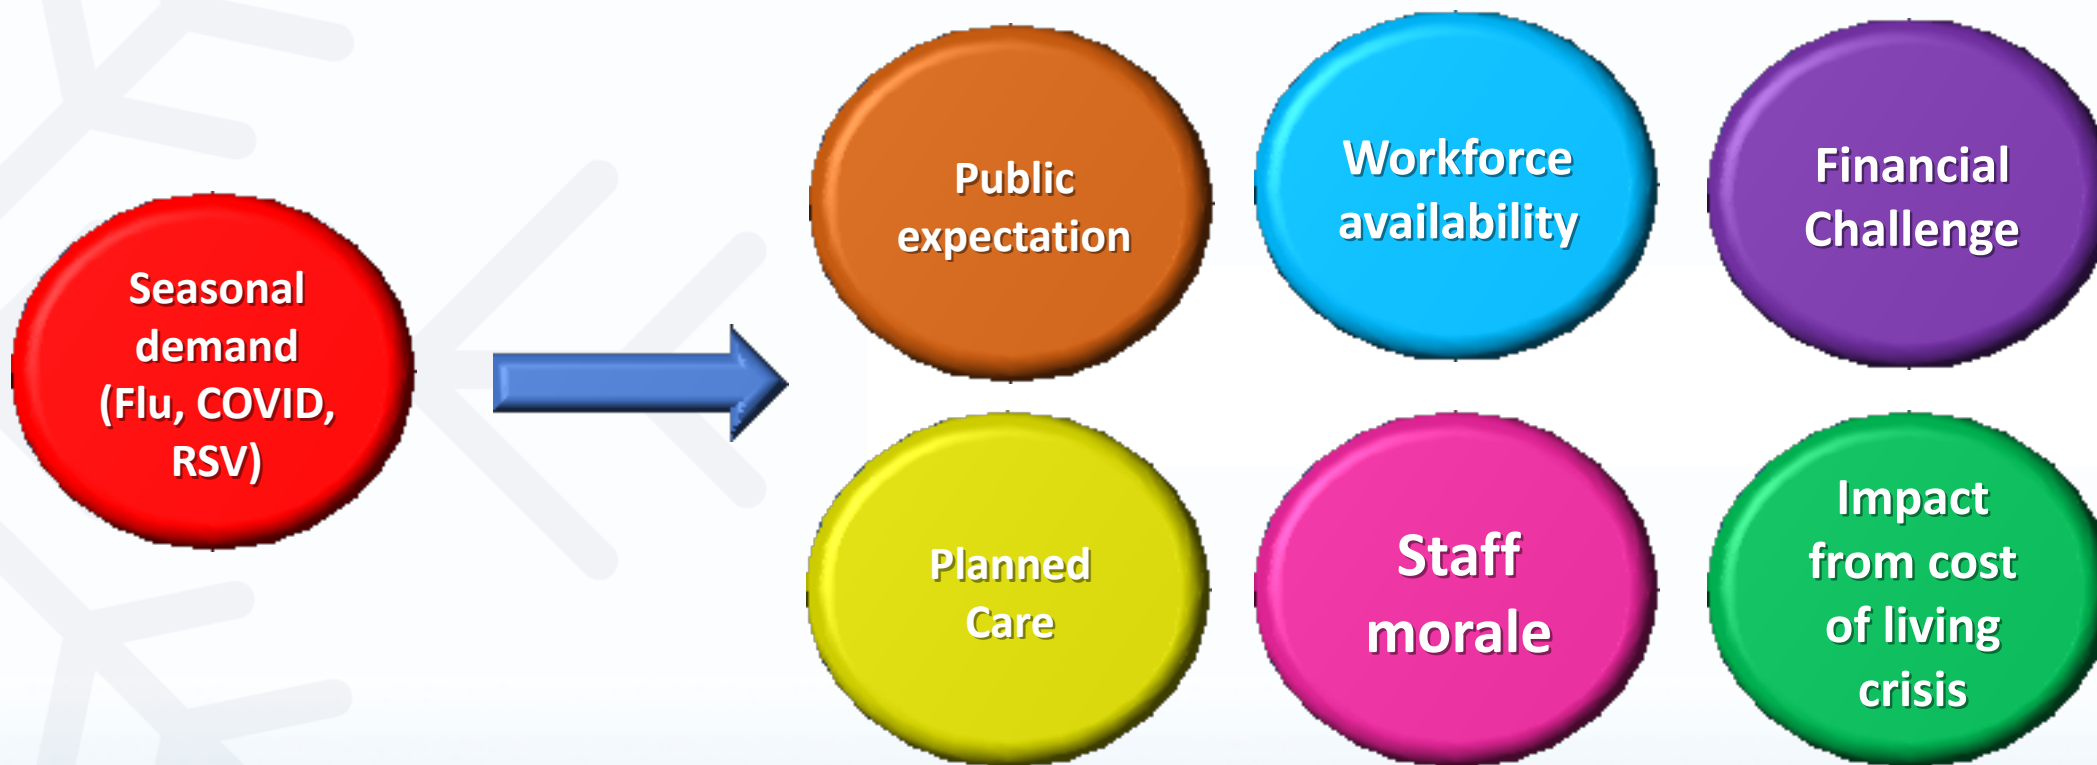 Seasonal
demand
(Flu, COVID,
RSV)
Public
expectation
Workforce
availability
Financial
Challenge
Planned
Care
Staff
morale
Impact
from cost
of living
crisis